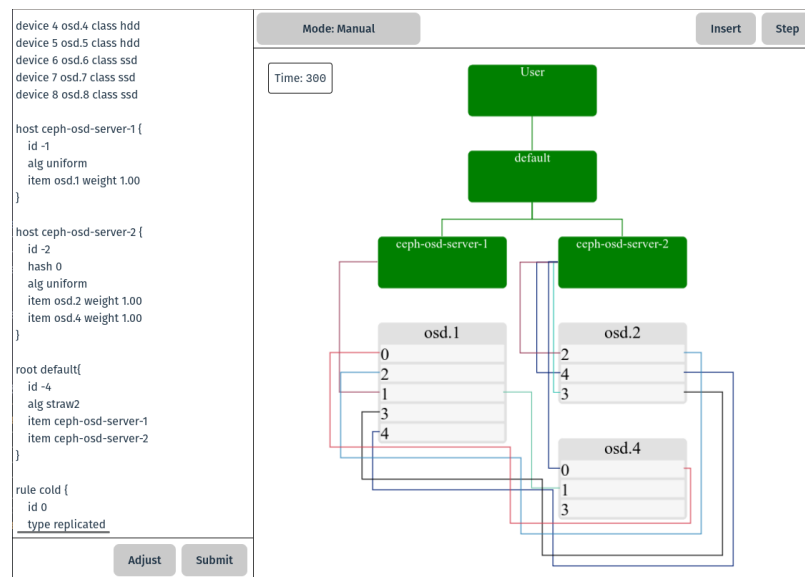 device 4 osd.4 class hdd
device 5 osd.5 class hdd
device 6 osd.6 class ssd
device 7 osd.7 class ssd
device 8 osd.8 class ssd
host ceph-osd-server-1 {
id -1
alg uniform
item osd.1 weight 1.00
}
host ceph-osd-server-2 {
id -2
hash 0
alg uniform
item osd.2 weight 1.00
item osd.4 weight 1.00
}
root default{
id -4
alg straw2
item ceph-osd-server-1
item ceph-osd-server-2
}
rule cold {
id 0
type replicated
Adjust
Submit
Mode: Manual
Insert
Step
Time: 300
User
default
ceph-osd-server-1
ceph-osd-server-2
osd.1
0
2
1
3
4
osd.2
2
4
3
osd.4
0
1
3